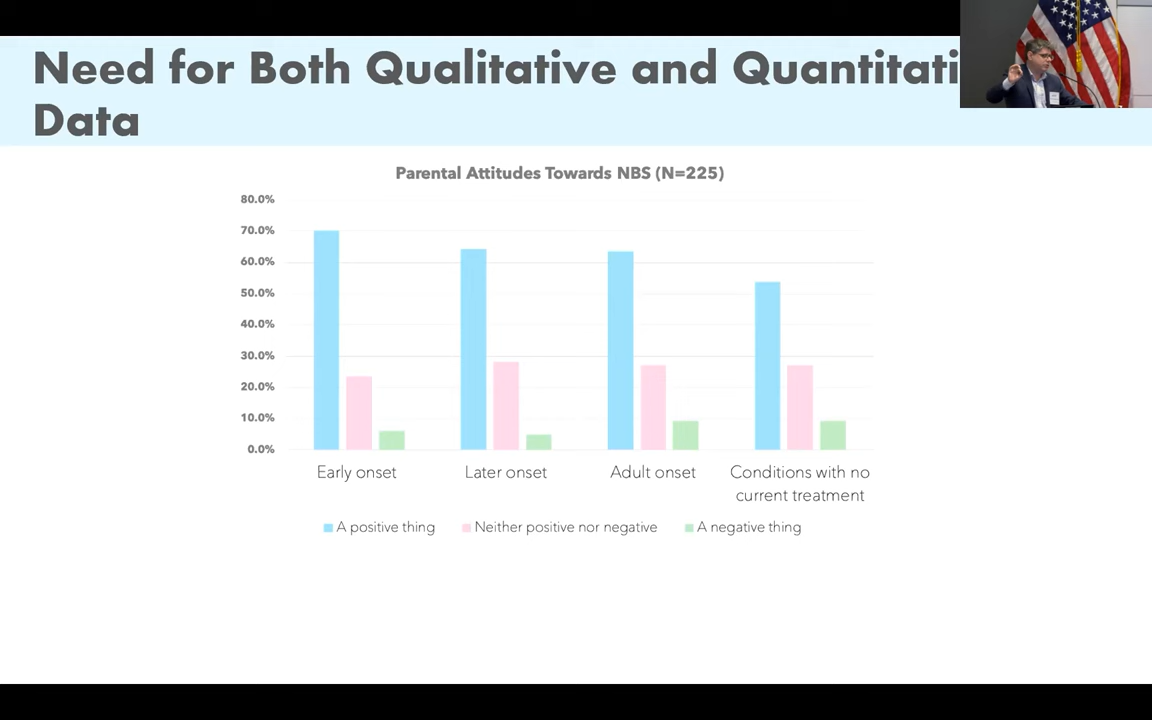 Need for Both Qualitative and Quantitati
Data
Parental Attitudes Towards NBS (N=225)
80.0%
70.0%
60.0%
50.0%
40.0%
30.0%
20.0%
10.0%
0.0%
Early onset
Later onset
Adult onset
Conditions with no
current treatment
A positive thing
Neither positive nor negative
A negative thing